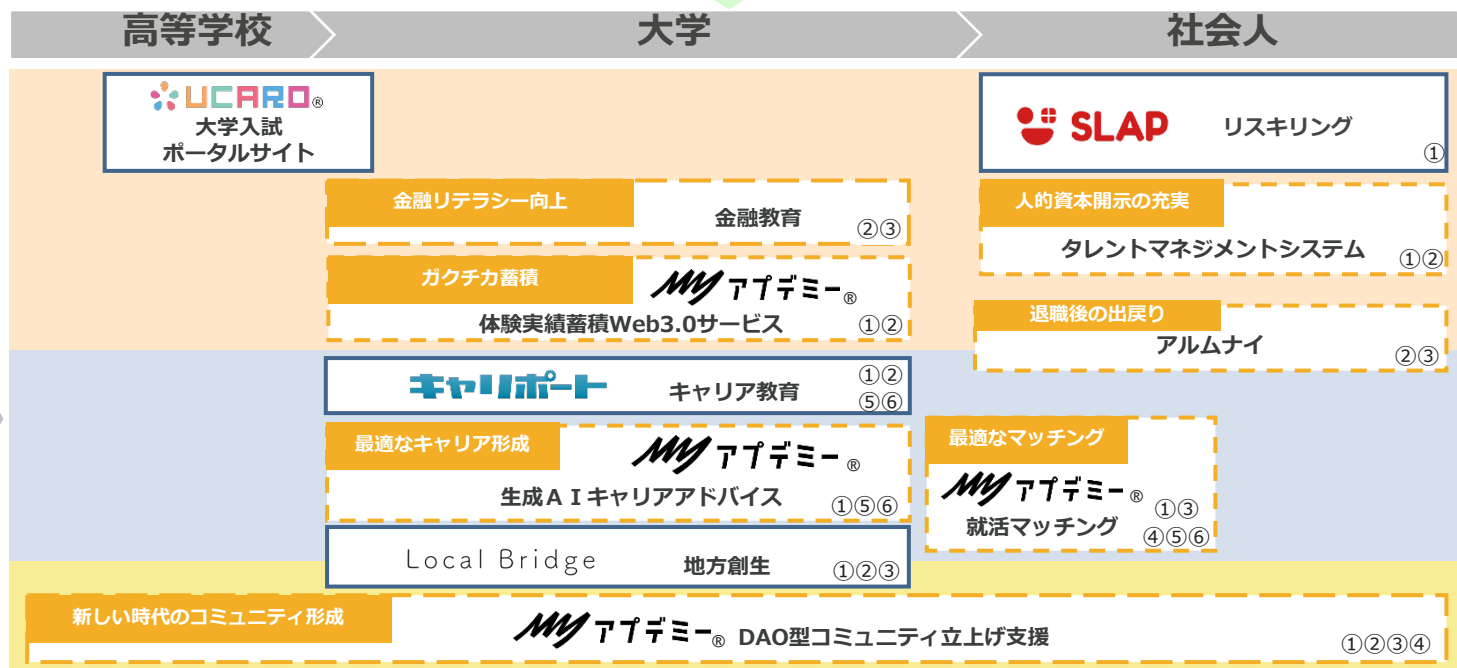 高等学校
大学
社会人
UCARO®
大学入試
ポータルサイト
SLAP リスキリング
①
金融リテラシー向上
金融教育 ②③
人的資本開示の充実
タレントマネジメントシステム ①②
ガクチカ蓄積
MYアプデミー®
体験実績蓄積Web3.0サービス ①②
退職後の出戻り
アルムナイ ②③
キャリポート キャリア教育 ①②
⑤⑥
最適なキャリア形成
MYアプデミー®
生成ＡＩキャリアアドバイス ①⑤⑥
最適なマッチング
MYアプデミー® ①③
就活マッチング ④⑤⑥
Local Bridge 地方創生 ①②③
新しい時代のコミュニティ形成
MYアプデミー® DAO型コミュニティ立上げ支援 ①②③④